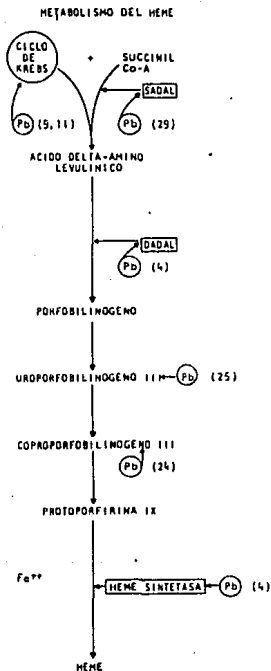 METABOLISMO DEL HEME
CICLO
DE
KREBS
+
SUCCINIL
Co-A
SADAL
Pb (5,11)
Pb (29)
ACIDO DELTA-AMINO
LEVULINICO
DADAL
Pb (4)
PORFOBILINOGENO
UROPORFOBILINOGENO III
Pb (25)
COPROPORFOBILINOGENO III
Pb (24)
PROTOPORFIRINA IX
Fe++
HEME SINTETASA
Pb (4)
HEME